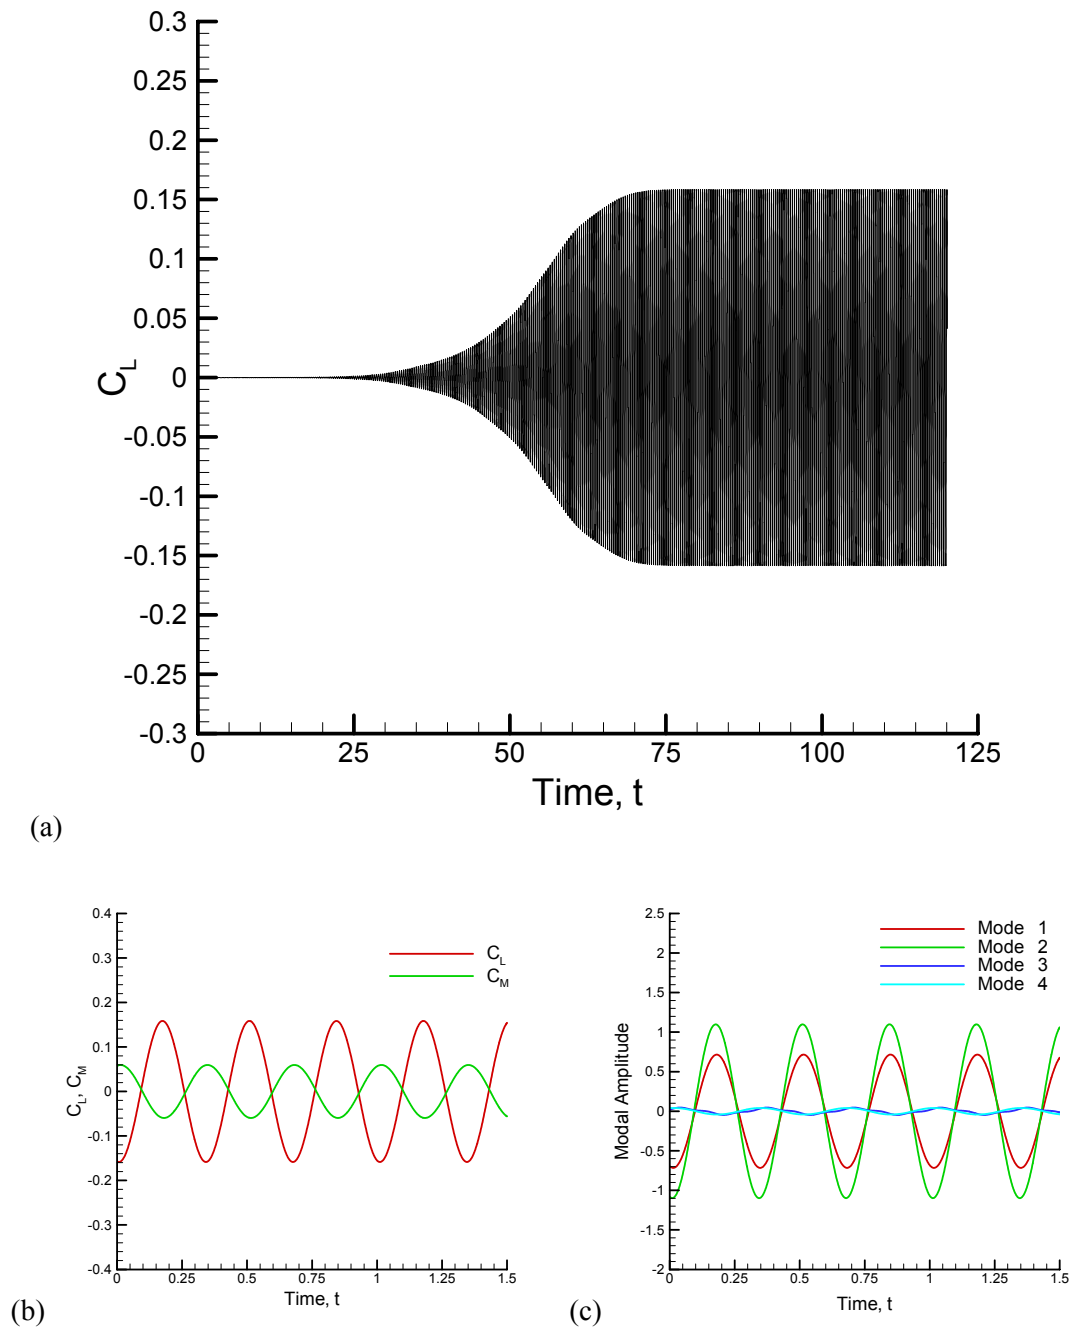 0.3
0.25
0.2
0.15
0.1
0.05
0
-0.05
-0.1
-0.15
-0.2
-0.25
-0.3
C_L
0 25 50 75 100 125
Time, t
(a)
0.4
0.3
0.2
0.1
0
-0.1
-0.2
-0.3
-0.4
C_L, C_M
C_L
C_M
0 0.25 0.5 0.75 1 1.25 1.5
Time, t
(b)
2.5
2
1.5
1
0.5
0
-0.5
-1
-1.5
-2
Modal Amplitude
Mode 1
Mode 2
Mode 3
Mode 4
0 0.25 0.5 0.75 1 1.25 1.5
Time, t
(c)